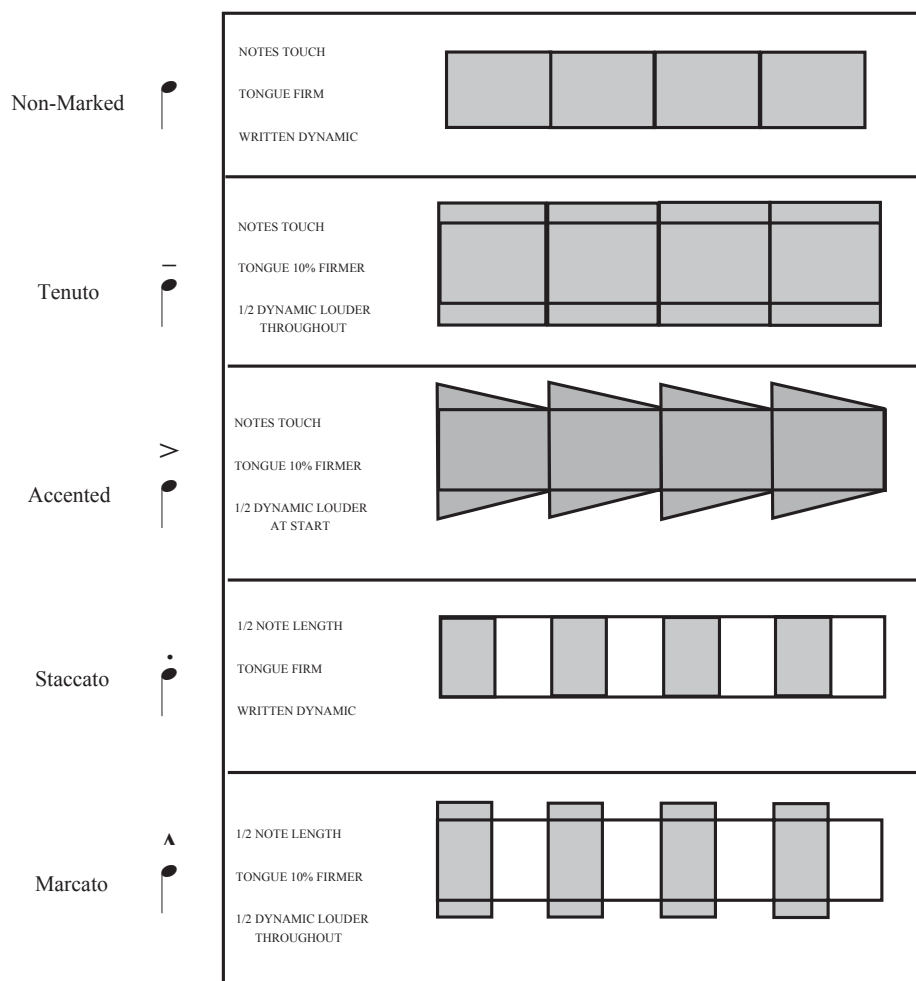 Non-Marked
NOTES TOUCH
TONGUE FIRM
WRITTEN DYNAMIC
Tenuto
NOTES TOUCH
TONGUE 10% FIRMER
1/2 DYNAMIC LOUDER
THROUGHOUT
Accented
NOTES TOUCH
TONGUE 10% FIRMER
1/2 DYNAMIC LOUDER
AT START
Staccato
1/2 NOTE LENGTH
TONGUE FIRM
WRITTEN DYNAMIC
Marcato
1/2 NOTE LENGTH
TONGUE 10% FIRMER
1/2 DYNAMIC LOUDER
THROUGHOUT